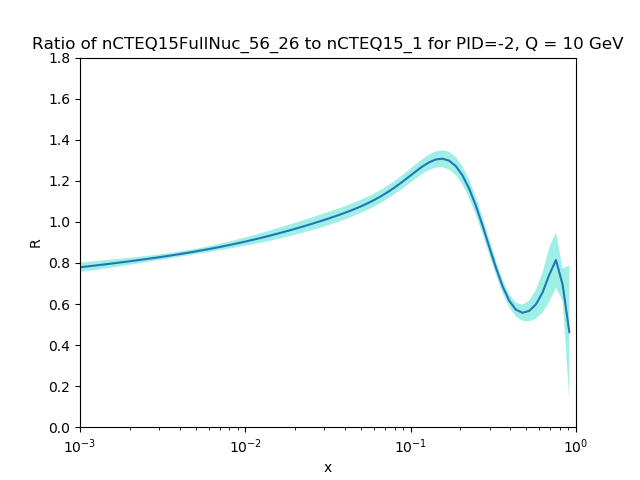 Ratio of nCTEQ15FullNuc_56_26 to nCTEQ15_1 for PID=-2, Q = 10 GeV
1.8
1.6
1.4
1.2
1.0
0.8
0.6
0.4
0.2
0.0
R
10⁻³ 10⁻² 10⁻¹ 10⁰
x